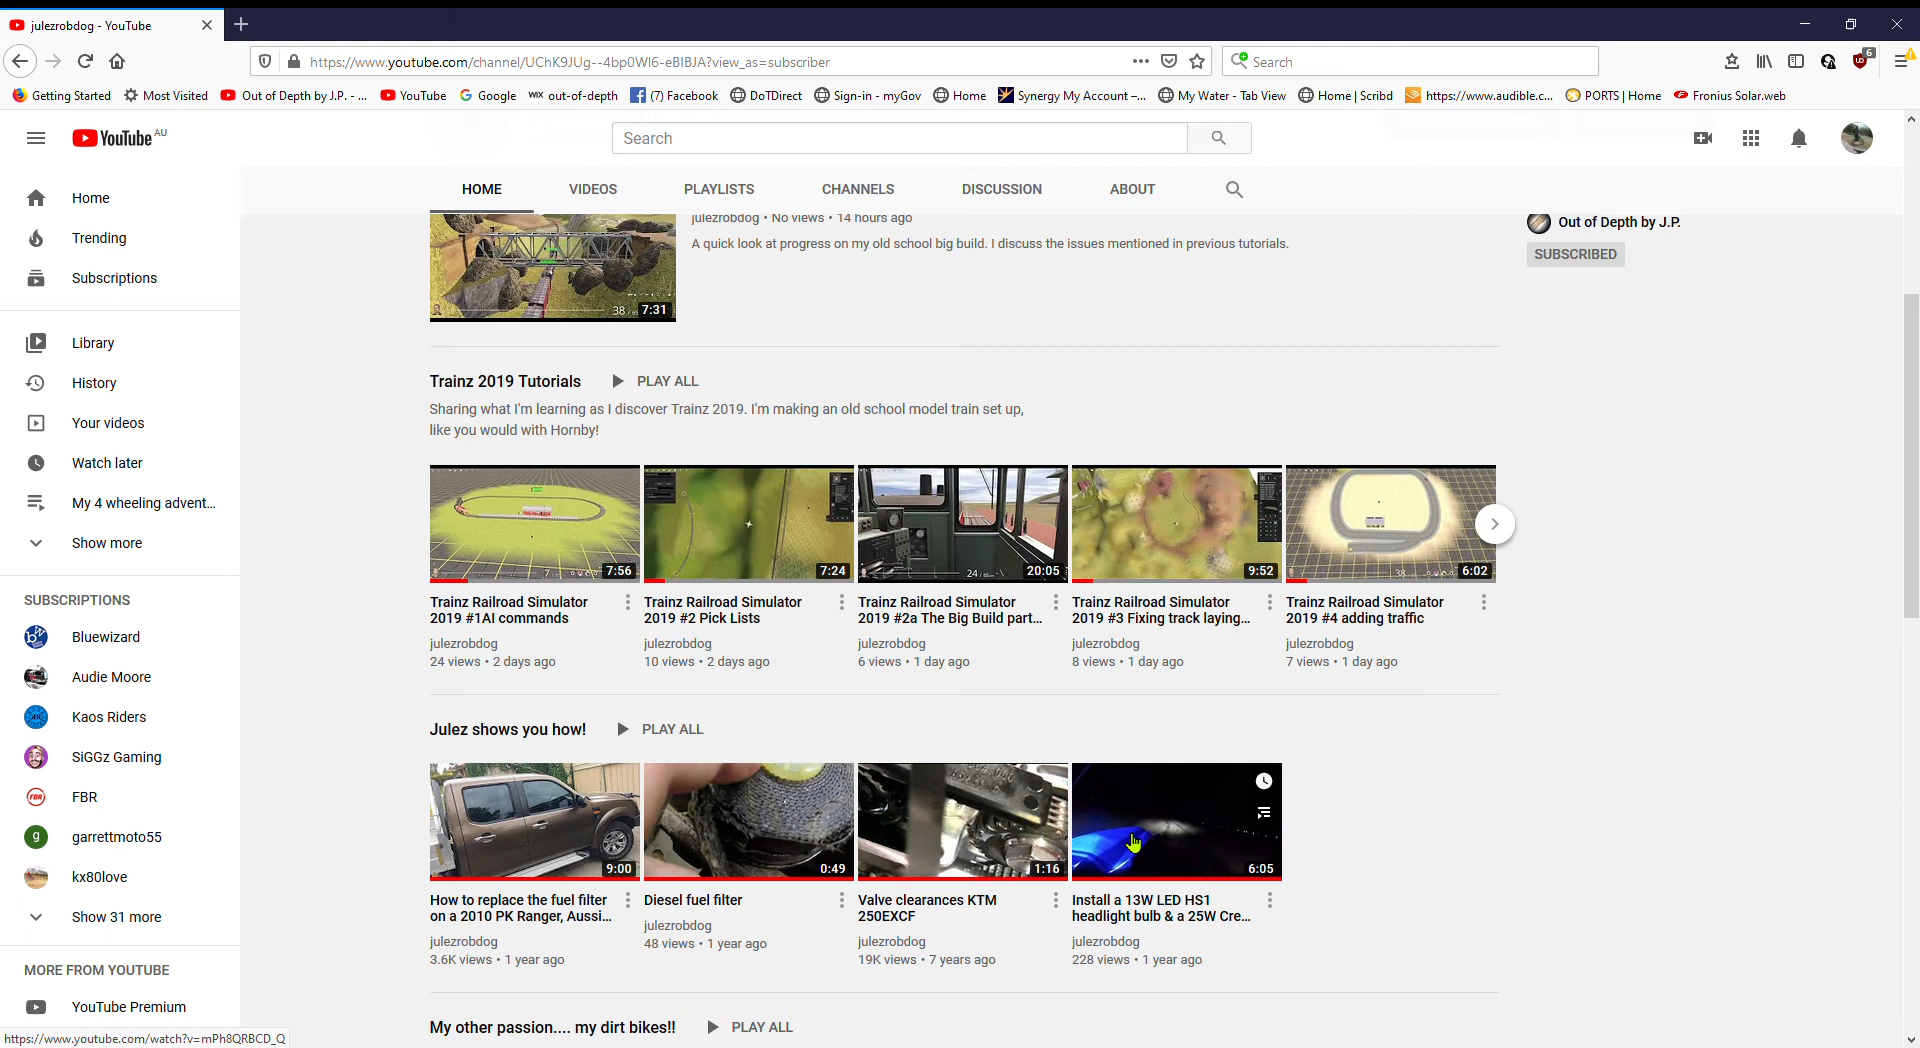 julezrobdog - YouTube
https://www.youtube.com/channel/UChK9JUg--4bp0Wl6-eBIBJA?view_as=subscriber
Search
6
Getting Started
Most Visited
Out of Depth by J.P. - ...
YouTube
Google
WIX out-of-depth
(7) Facebook
DoTDirect
Sign-in - myGov
Home
Synergy My Account –...
My Water - Tab View
Home | Scribd
https://www.audible.c...
PORTS | Home
Fronius Solar.web
YouTube AU
Search
HOME
VIDEOS
PLAYLISTS
CHANNELS
DISCUSSION
ABOUT
Home
Trending
Subscriptions
Library
History
Your videos
Watch later
My 4 wheeling advent...
Show more
SUBSCRIPTIONS
Bluewizard
Audie Moore
Kaos Riders
SiGGz Gaming
FBR
FBR
g
garrettmoto55
kx80love
Show 31 more
MORE FROM YOUTUBE
YouTube Premium
https://www.youtube.com/watch?v=mPh8QRBCD_Q
julezrobdog • No views • 14 hours ago
A quick look at progress on my old school big build. I discuss the issues mentioned in previous tutorials.
38
7:31
Out of Depth by J.P.
SUBSCRIBED
Trainz 2019 Tutorials
PLAY ALL
Sharing what I'm learning as I discover Trainz 2019. I'm making an old school model train set up,
like you would with Hornby!
7:56
Trainz Railroad Simulator
2019 #1AI commands
julezrobdog
24 views • 2 days ago
7:24
Trainz Railroad Simulator
2019 #2 Pick Lists
julezrobdog
10 views • 2 days ago
24
20:05
Trainz Railroad Simulator
2019 #2a The Big Build part...
julezrobdog
6 views • 1 day ago
9:52
Trainz Railroad Simulator
2019 #3 Fixing track laying...
julezrobdog
8 views • 1 day ago
38
6:02
Trainz Railroad Simulator
2019 #4 adding traffic
julezrobdog
7 views • 1 day ago
Julez shows you how!
PLAY ALL
9:00
How to replace the fuel filter
on a 2010 PK Ranger, Aussi...
julezrobdog
3.6K views • 1 year ago
0:49
Diesel fuel filter
julezrobdog
48 views • 1 year ago
1:16
Valve clearances KTM
250EXCF
julezrobdog
19K views • 7 years ago
6:05
Install a 13W LED HS1
headlight bulb & a 25W Cre...
julezrobdog
228 views • 1 year ago
My other passion.... my dirt bikes!!
PLAY ALL